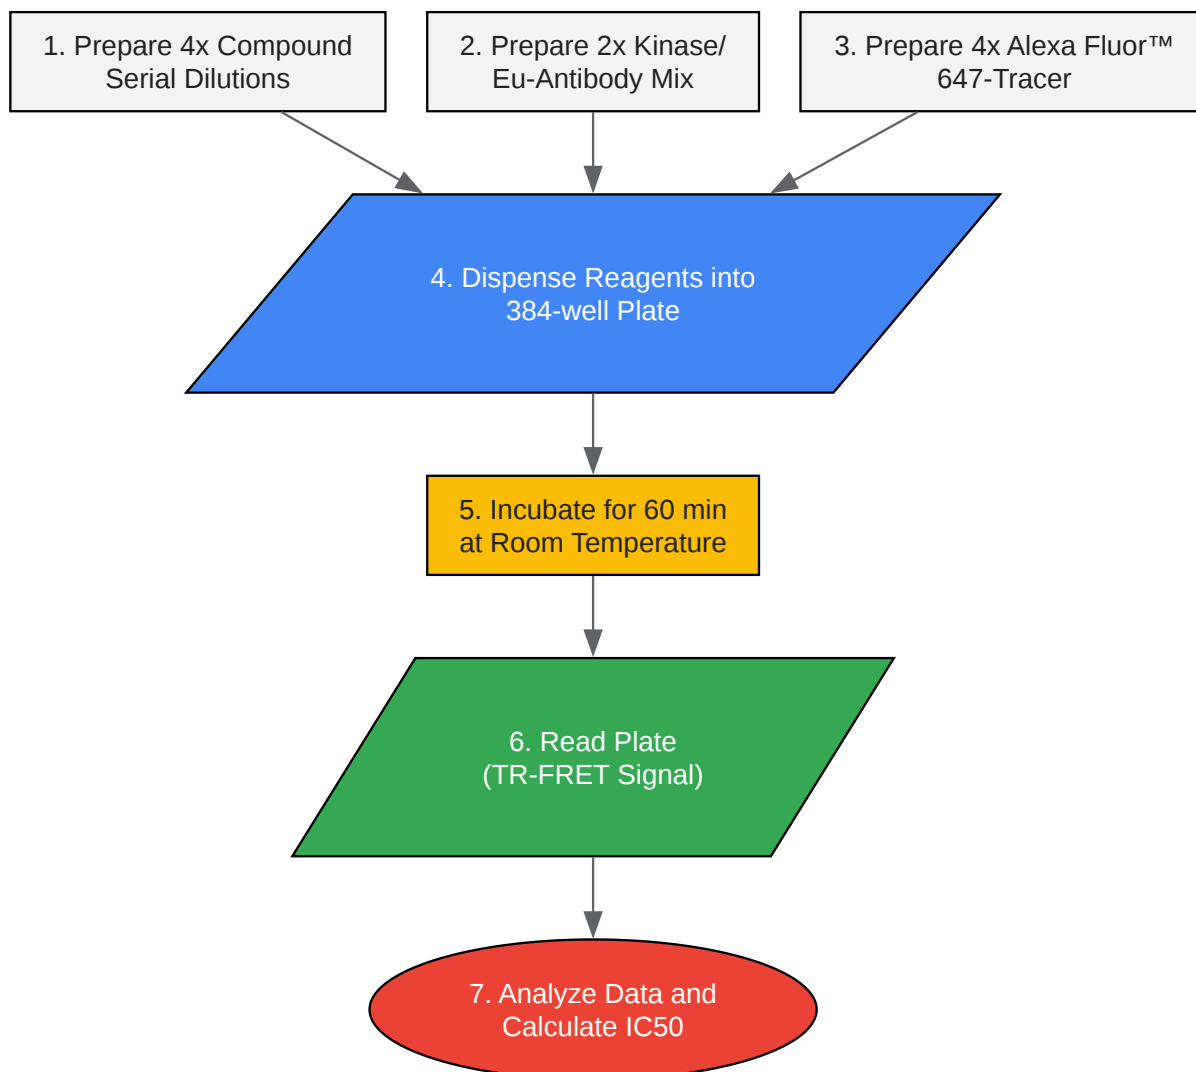 1. Prepare 4x Compound
Serial Dilutions
2. Prepare 2x Kinase/
Eu-Antibody Mix
3. Prepare 4x Alexa Fluor™
647-Tracer
4. Dispense Reagents into
384-well Plate
5. Incubate for 60 min
at Room Temperature
6. Read Plate
(TR-FRET Signal)
7. Analyze Data and
Calculate IC50